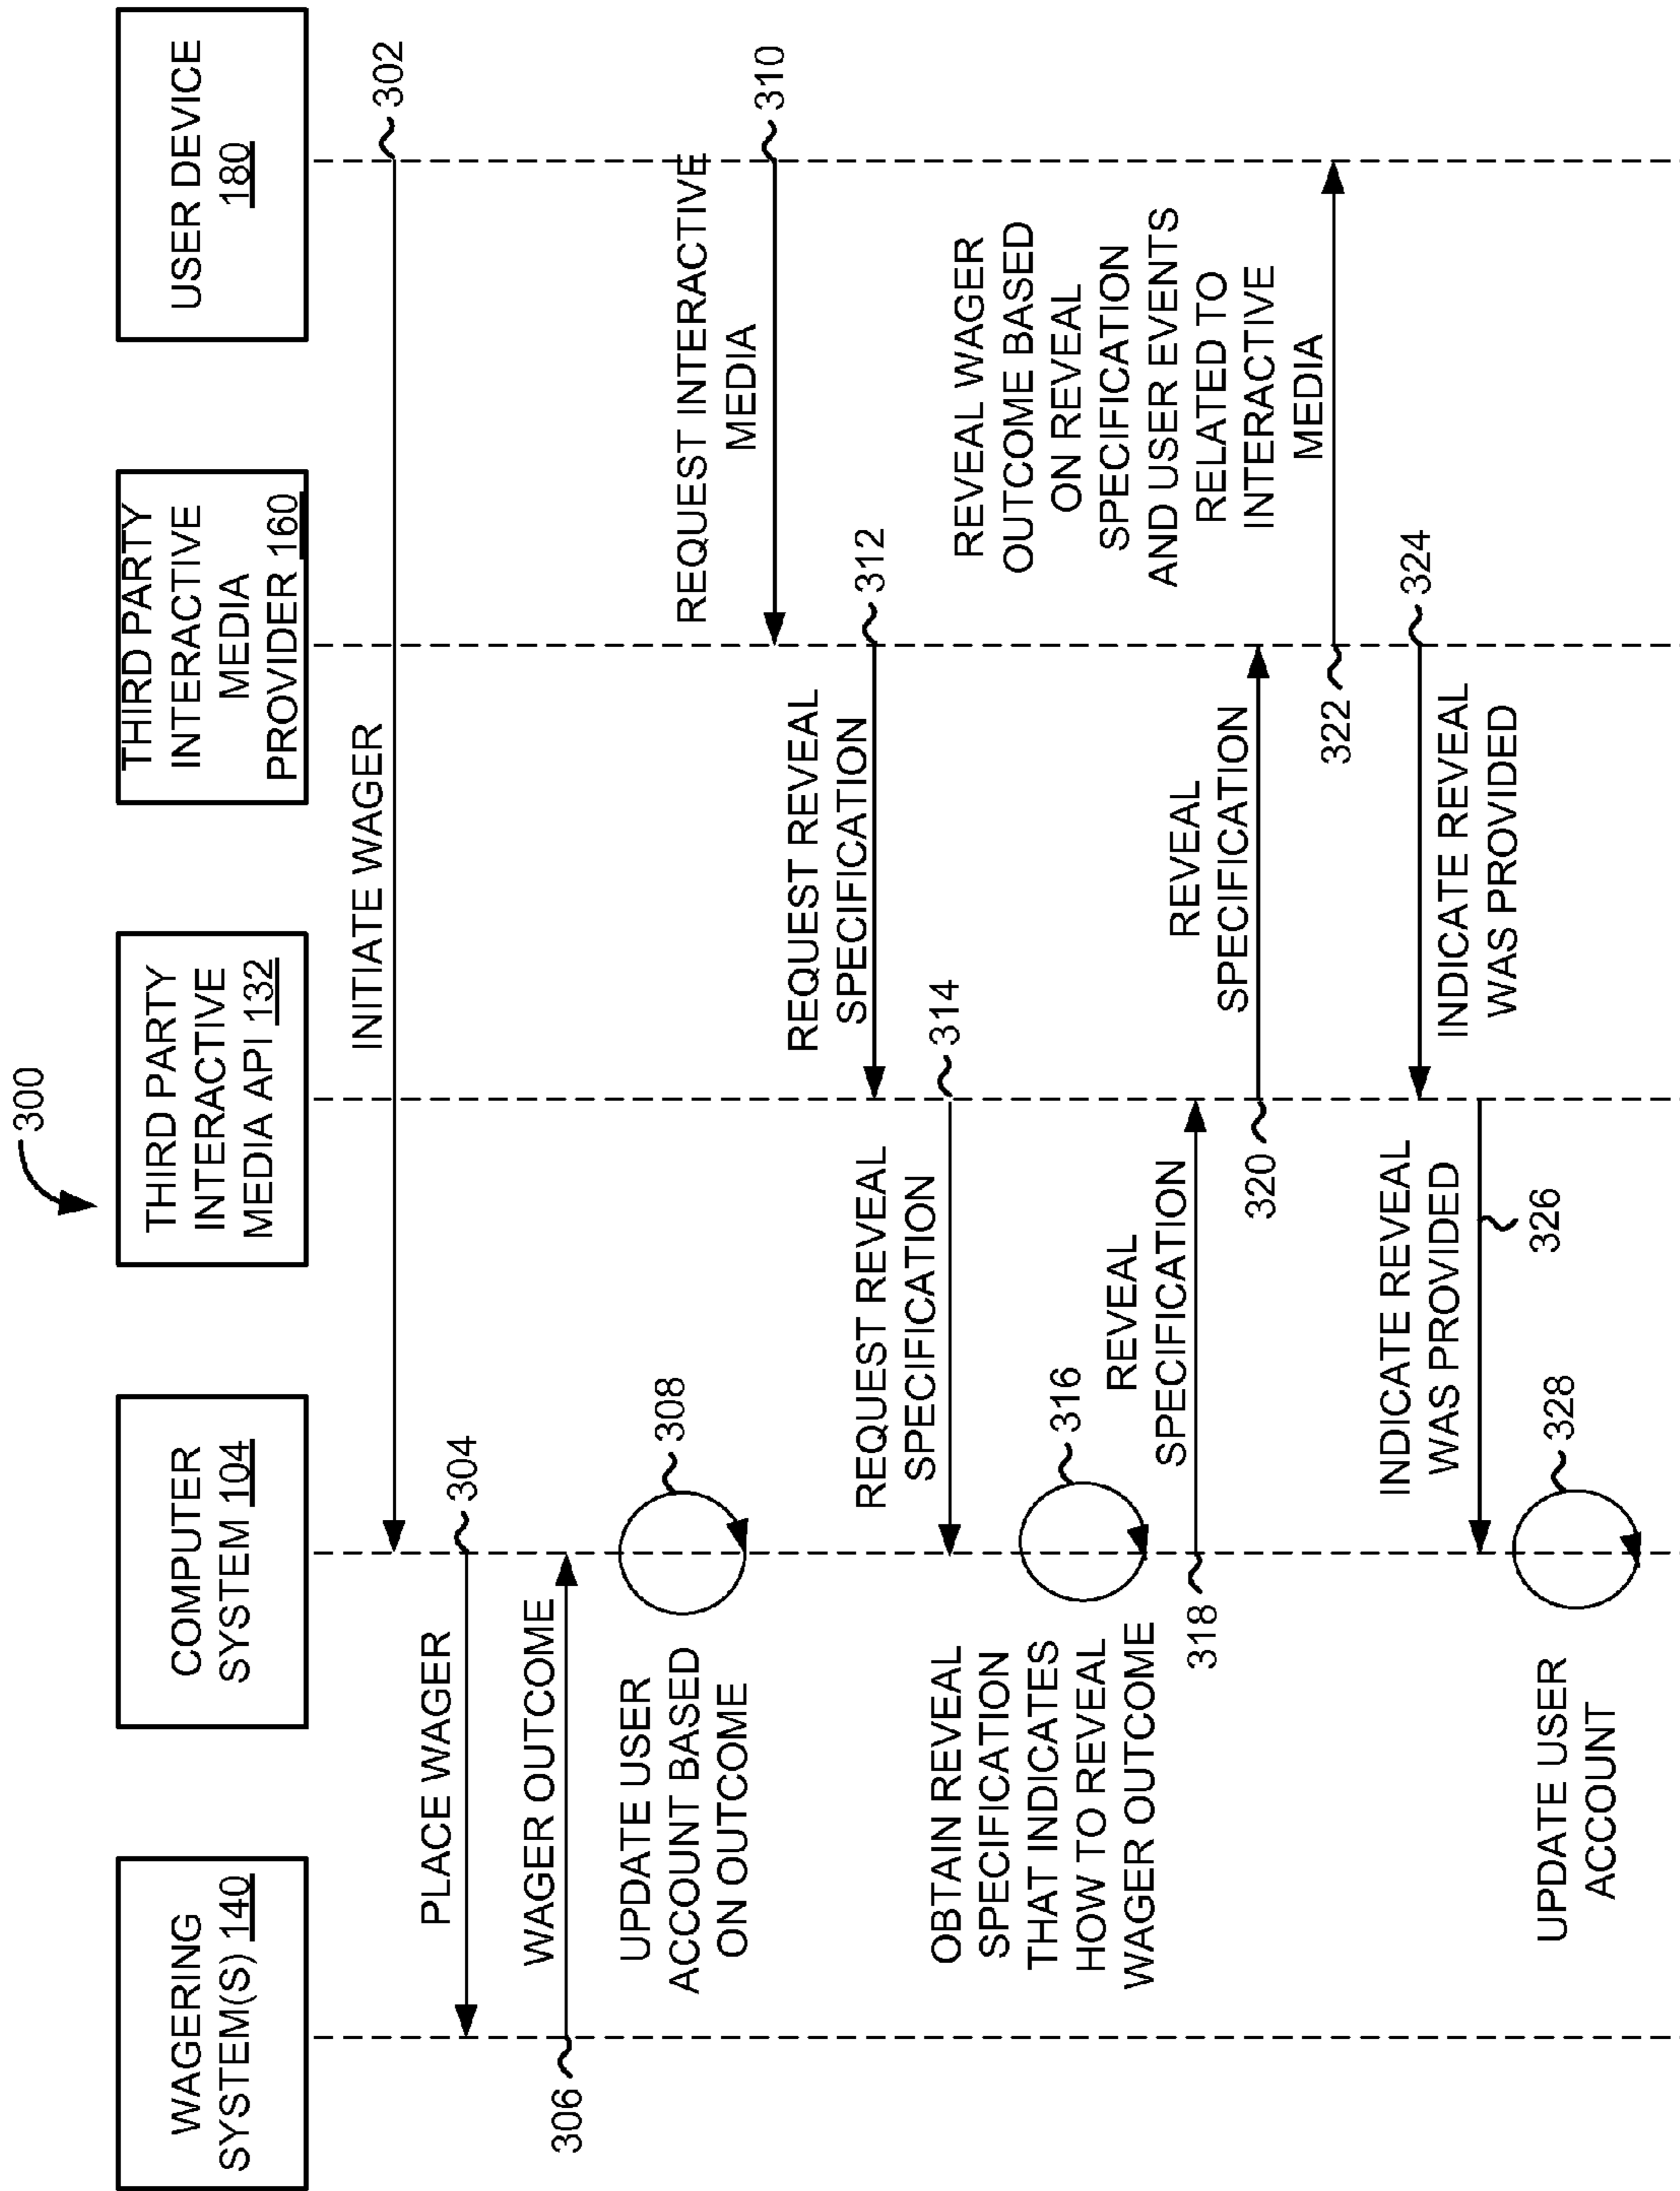 300
WAGERING
SYSTEM(S) 140
COMPUTER
SYSTEM 104
THIRD PARTY
INTERACTIVE
MEDIA API 132
THIRD PARTY
INTERACTIVE
MEDIA
PROVIDER 160
USER DEVICE
180
INITIATE WAGER
302
PLACE WAGER
304
WAGER OUTCOME
306
UPDATE USER
ACCOUNT BASED
ON OUTCOME
308
REQUEST INTERACTIVE
MEDIA
310
REQUEST REVEAL
SPECIFICATION
312
REQUEST REVEAL
SPECIFICATION
314
OBTAIN REVEAL
SPECIFICATION
THAT INDICATES
HOW TO REVEAL
WAGER OUTCOME
316
REVEAL
SPECIFICATION
318
REVEAL
SPECIFICATION
320
REVEAL WAGER
OUTCOME BASED
ON REVEAL
SPECIFICATION
AND USER EVENTS
RELATED TO
INTERACTIVE
MEDIA
322
INDICATE REVEAL
WAS PROVIDED
324
INDICATE REVEAL
WAS PROVIDED
326
UPDATE USER
ACCOUNT
328